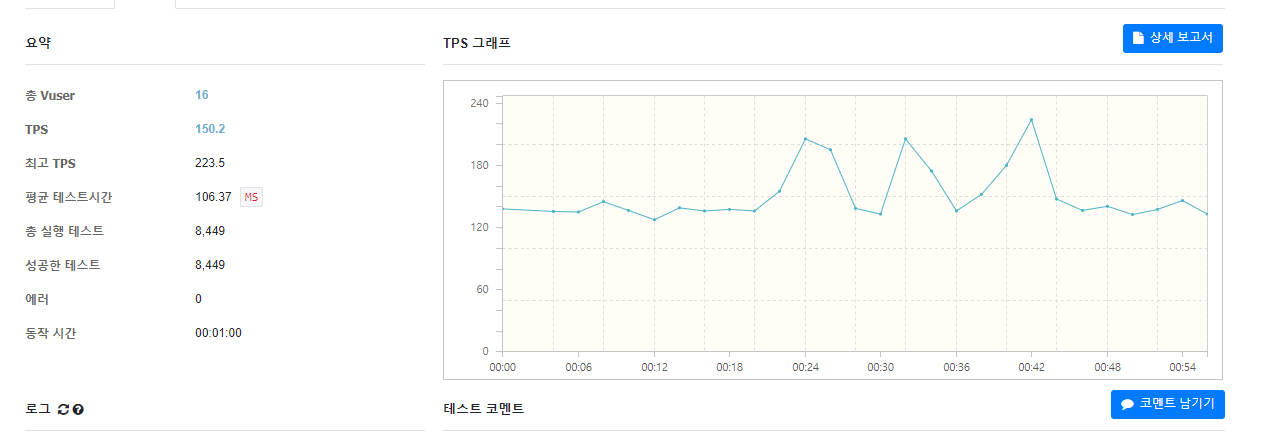 요약
총 Vuser 16
TPS 150.2
최고 TPS 223.5
평균 테스트시간 106.37 MS
총 실행 테스트 8,449
성공한 테스트 8,449
에러 0
동작 시간 00:01:00
로그
TPS 그래프
상세 보고서
240
180
120
60
0
00:00 00:06 00:12 00:18 00:24 00:30 00:36 00:42 00:48 00:54
테스트 코멘트
코멘트 남기기